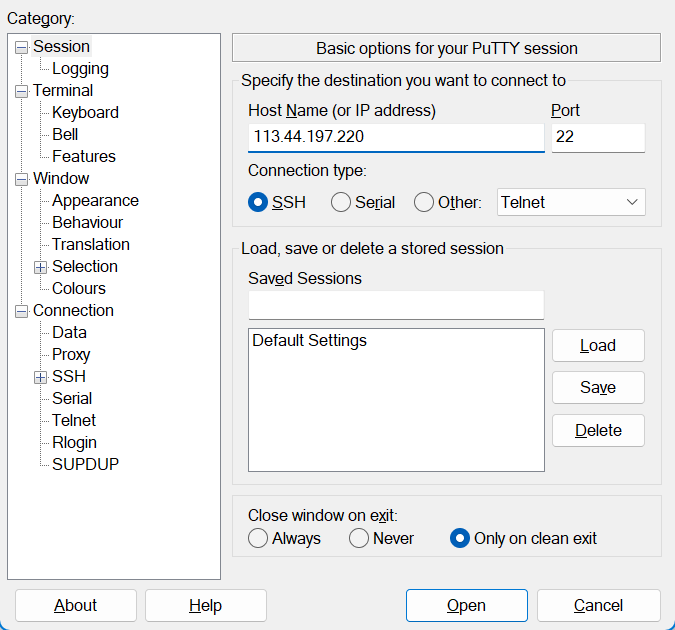 Category:
Session
Logging
Terminal
Keyboard
Bell
Features
Window
Appearance
Behaviour
Translation
Selection
Colours
Connection
Data
Proxy
SSH
Serial
Telnet
Rlogin
SUPDUP
Basic options for your PuTTY session
Specify the destination you want to connect to
Host Name (or IP address) Port
113.44.197.220 22
Connection type:
SSH Serial Other: Telnet
Load, save or delete a stored session
Saved Sessions
Default Settings
Load
Save
Delete
Close window on exit:
Always Never Only on clean exit
About Help Open Cancel